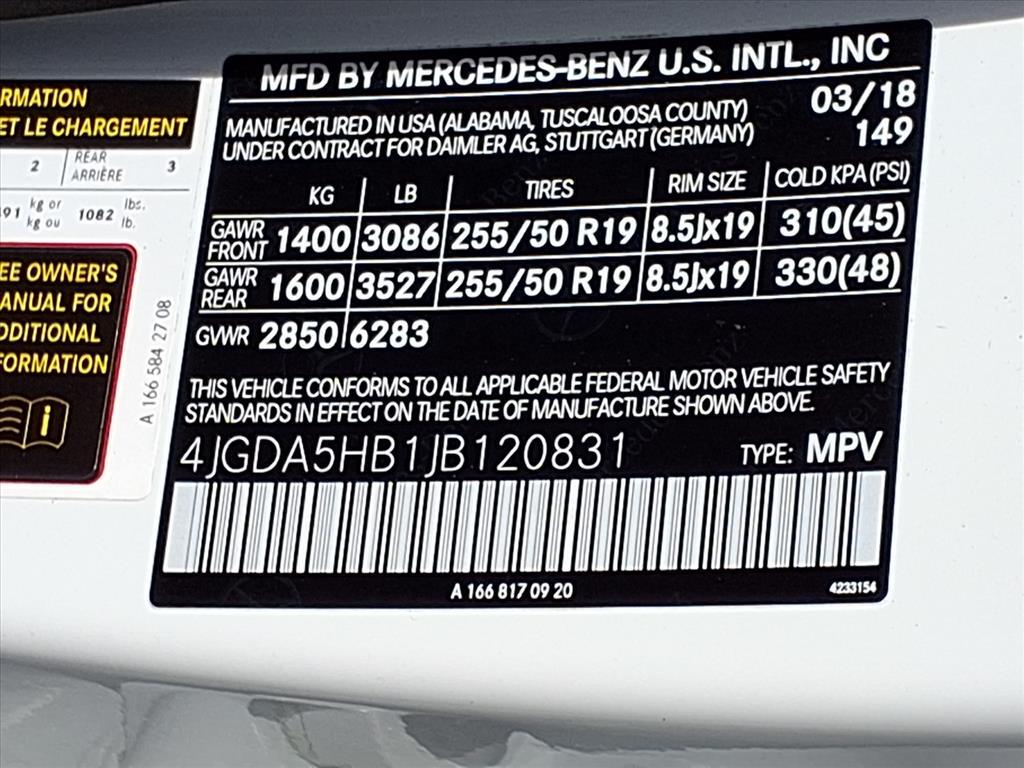 RMATION
ET LE CHARGEMENT
2 REAR ARRIÈRE 3
91 kg or kg ou 1082 lbs. lb.
EE OWNER'S
ANUAL FOR
DDITIONAL
FORMATION
i
A 166 584 27 08
MFD BY MERCEDES-BENZ U.S. INTL., INC
MANUFACTURED IN USA (ALABAMA, TUSCALOOSA COUNTY) 03/18
UNDER CONTRACT FOR DAIMLER AG, STUTTGART (GERMANY) 149
KG LB TIRES RIM SIZE COLD KPA (PSI)
GAWR FRONT 1400 3086 255/50 R19 8.5Jx19 310(45)
GAWR REAR 1600 3527 255/50 R19 8.5Jx19 330(48)
GVWR 2850 6283
THIS VEHICLE CONFORMS TO ALL APPLICABLE FEDERAL MOTOR VEHICLE SAFETY
STANDARDS IN EFFECT ON THE DATE OF MANUFACTURE SHOWN ABOVE.
4JGDA5HB1JB120831 TYPE: MPV
A 166 817 09 20 4233154